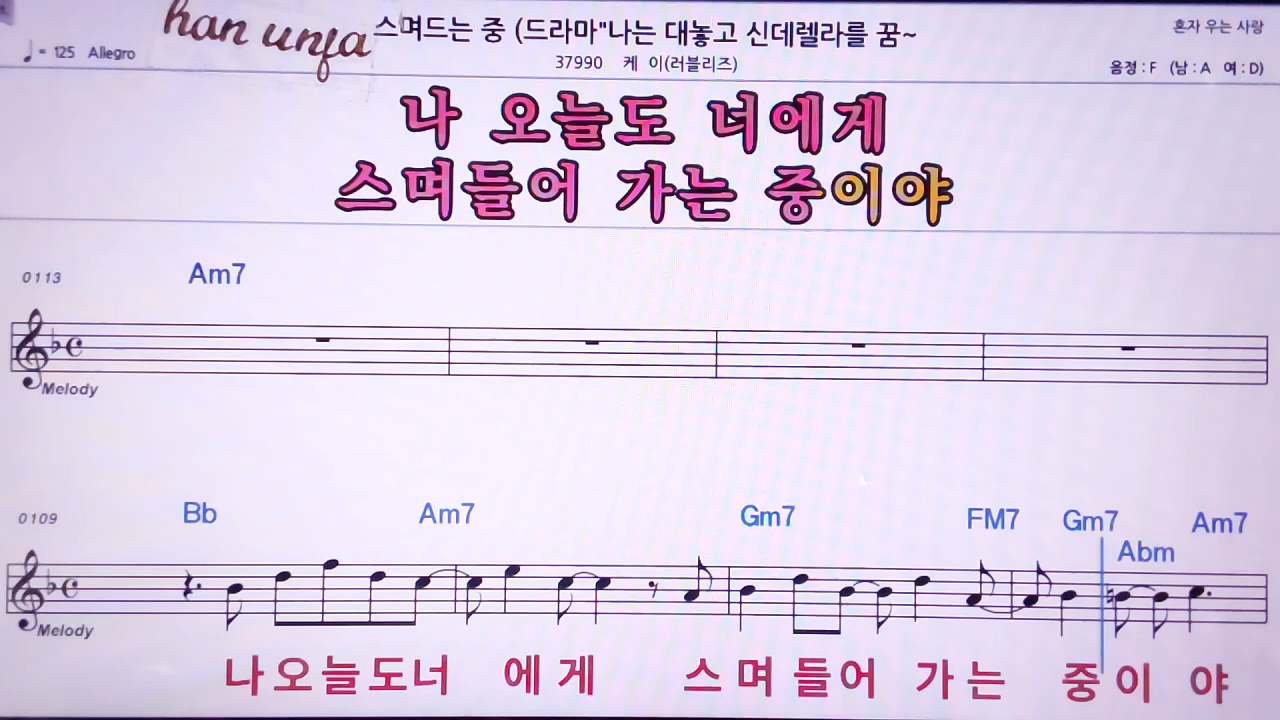 han unja
스며드는 중 (드라마"나는 대놓고 신데렐라를 꿈~
혼자 우는 사랑
♩ = 125 Allegro
37990 케 이(러블리즈)
음정 : F (남 : A 여 : D)
나 오늘도 너에게
스며들어 가는 중이야
0113 Am7
Melody
0109 Bb Am7 Gm7 FM7 Gm7 Abm Am7
Melody
나오늘도너 에게 스며들어 가는 중이 야